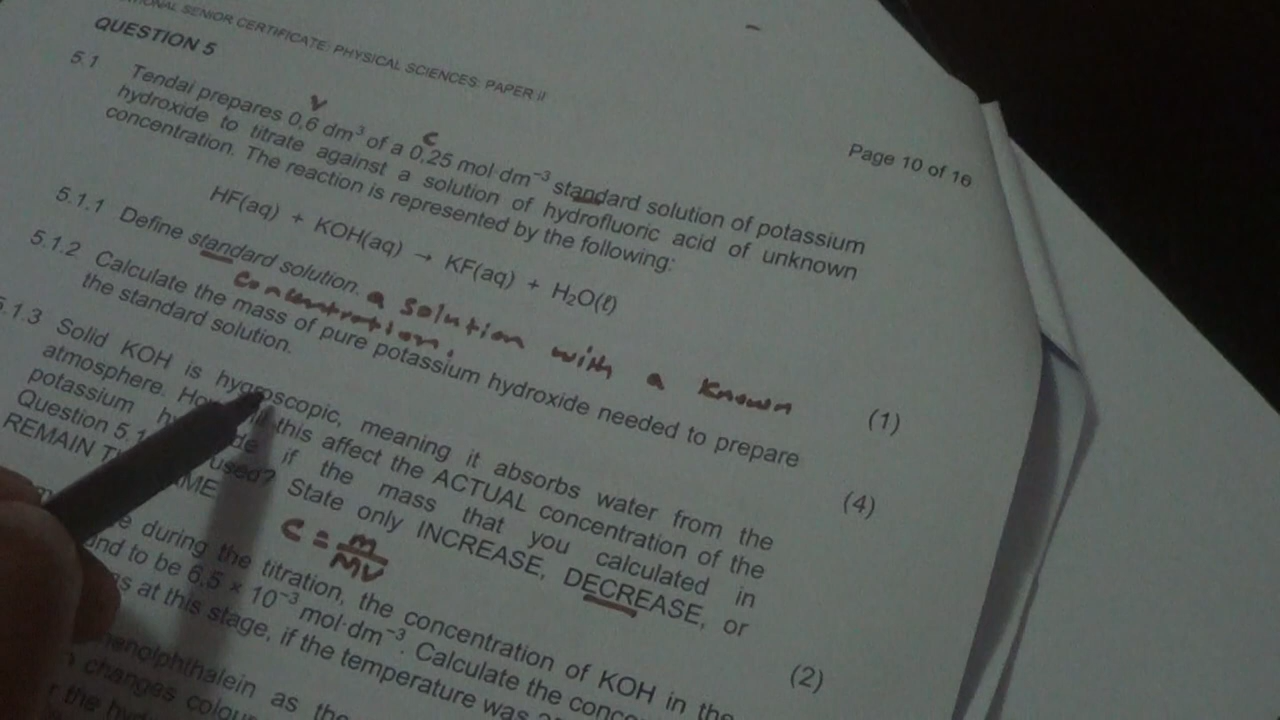 NATIONAL SENIOR CERTIFICATE: PHYSICAL SCIENCES: PAPER II
Page 10 of 16
QUESTION 5
5.1 Tendai prepares 0,6 dm³ of a 0,25 mol·dm⁻³ standard solution of potassium
V
c
hydroxide to titrate against a solution of hydrofluoric acid of unknown
concentration. The reaction is represented by the following:
HF(aq) + KOH(aq) → KF(aq) + H₂O(ℓ)
5.1.1 Define standard solution. a solution with a known
concentration. (1)
5.1.2 Calculate the mass of pure potassium hydroxide needed to prepare
the standard solution. (4)
5.1.3 Solid KOH is hygroscopic, meaning it absorbs water from the
atmosphere. this affect the ACTUAL concentration of the
potassium if the mass that you calculated in
Question 5.1 used? State only INCREASE, DECREASE, or
REMAIN (2)
C = m/MV
during the titration, the concentration of KOH in the
to be 6,5 × 10⁻³ mol·dm⁻³. Calculate the
at this stage, if the temperature was
as the
changes colour
the